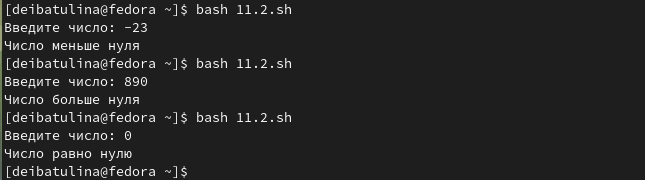 [deibatulina@fedora ~]$ bash 11.2.sh
Введите число: -23
Число меньше нуля
[deibatulina@fedora ~]$ bash 11.2.sh
Введите число: 890
Число больше нуля
[deibatulina@fedora ~]$ bash 11.2.sh
Введите число: 0
Число равно нулю
[deibatulina@fedora ~]$